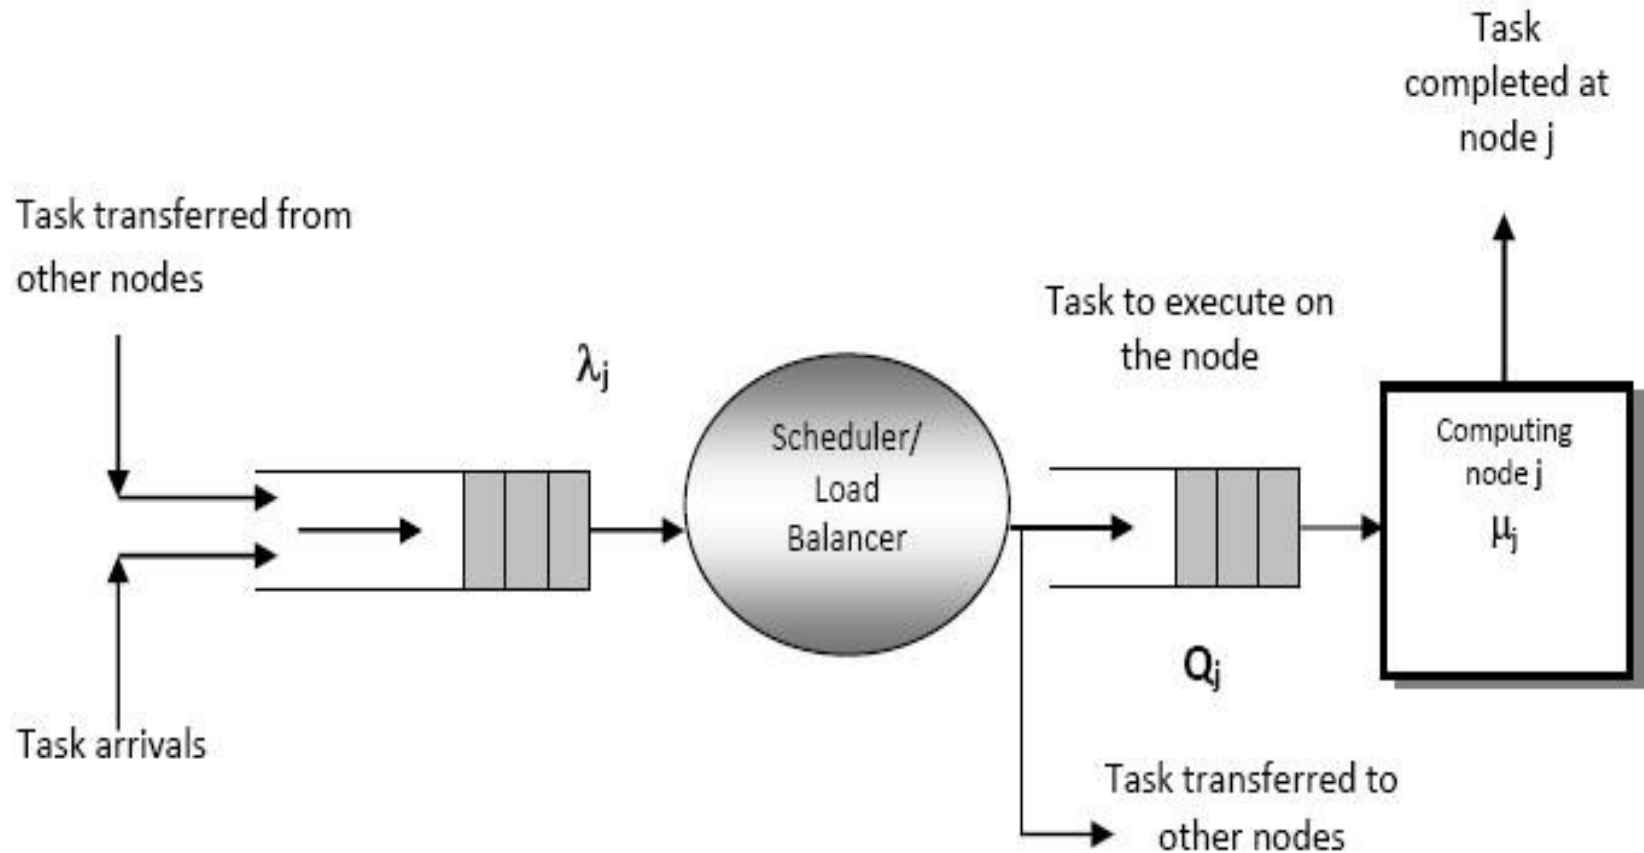 Task
completed at
node j
Task transferred from
other nodes
Task to execute on
the node
λj
Scheduler/
Load
Balancer
Computing
node j
μj
Qj
Task arrivals
Task transferred to
other nodes